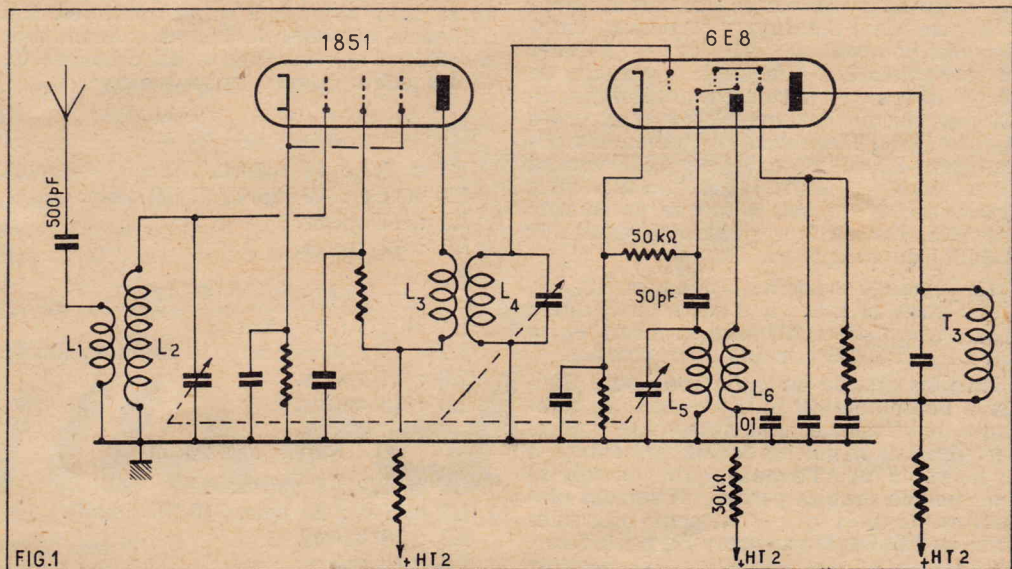 1851
6E8
500pF
L1
L2
L3
L4
50kΩ
50pF
L5
L6
0,1
T3
30kΩ
+HT2
+HT2
+HT2
FIG.1